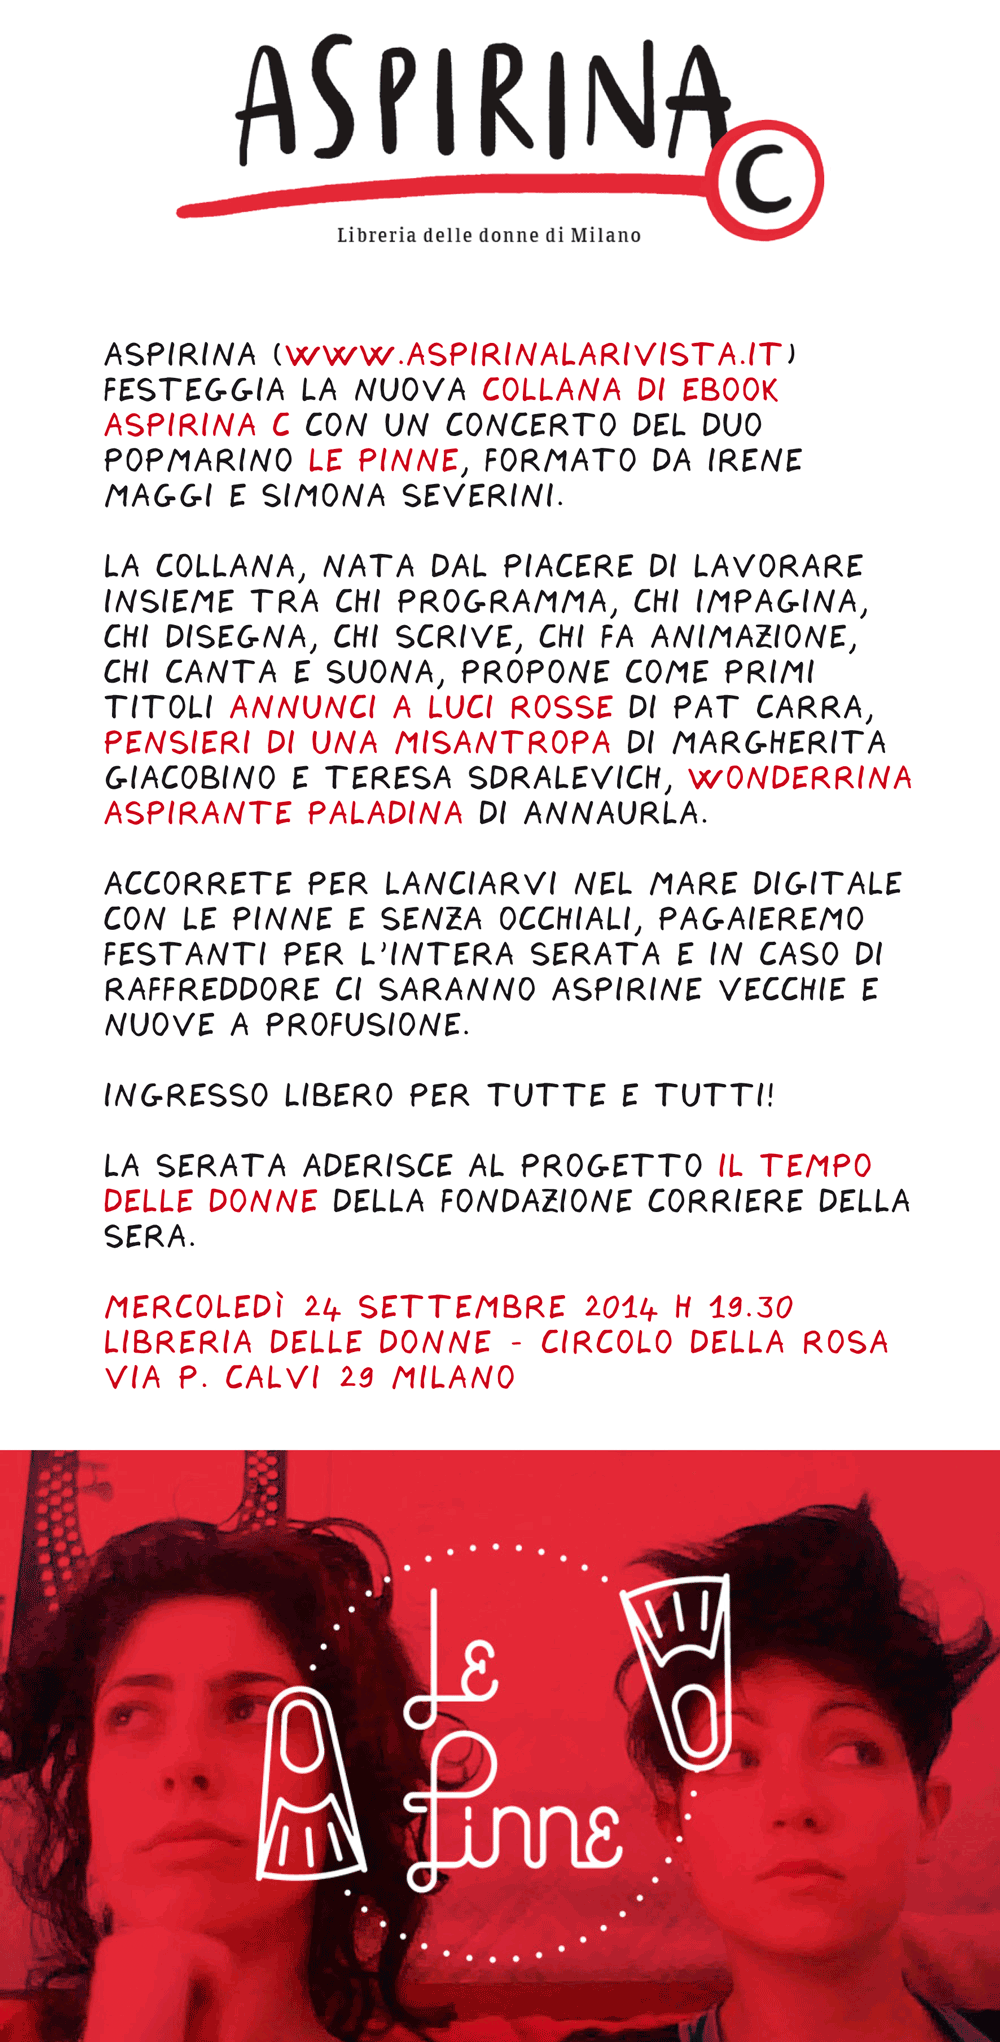 ASPIRINA
C
Libreria delle donne di Milano
ASPIRINA (WWW.ASPIRINALARIVISTA.IT)
FESTEGGIA LA NUOVA COLLANA DI EBOOK
ASPIRINA C CON UN CONCERTO DEL DUO
POPMARINO LE PINNE, FORMATO DA IRENE
MAGGI E SIMONA SEVERINI.
LA COLLANA, NATA DAL PIACERE DI LAVORARE
INSIEME TRA CHI PROGRAMMA, CHI IMPAGINA,
CHI DISEGNA, CHI SCRIVE, CHI FA ANIMAZIONE,
CHI CANTA E SUONA, PROPONE COME PRIMI
TITOLI ANNUNCI A LUCI ROSSE DI PAT CARRA,
PENSIERI DI UNA MISANTROPA DI MARGHERITA
GIACOBINO E TERESA SDRALEVICH, WONDERRINA
ASPIRANTE PALADINA DI ANNAURLA.
ACCORRETE PER LANCIARVI NEL MARE DIGITALE
CON LE PINNE E SENZA OCCHIALI, PAGAIEREMO
FESTANTI PER L'INTERA SERATA E IN CASO DI
RAFFREDDORE CI SARANNO ASPIRINE VECCHIE E
NUOVE A PROFUSIONE.
INGRESSO LIBERO PER TUTTE E TUTTI!
LA SERATA ADERISCE AL PROGETTO IL TEMPO
DELLE DONNE DELLA FONDAZIONE CORRIERE DELLA
SERA.
MERCOLEDÌ 24 SETTEMBRE 2014 H 19.30
LIBRERIA DELLE DONNE - CIRCOLO DELLA ROSA
VIA P. CALVI 29 MILANO
Le
Pinne